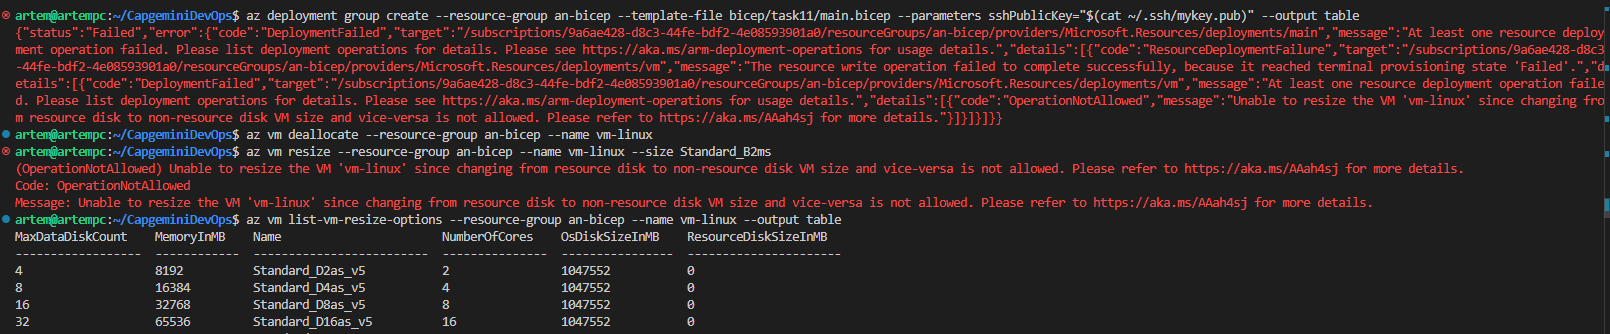 artem@artempc:~/CapgeminiDevOps$ az deployment group create --resource-group an-bicep --template-file bicep/task11/main.bicep --parameters sshPublicKey="$(cat ~/.ssh/mykey.pub)" --output table
{"status":"Failed","error":{"code":"DeploymentFailed","target":"/subscriptions/9a6ae428-d8c3-44fe-bdf2-4e08593901a0/resourceGroups/an-bicep/providers/Microsoft.Resources/deployments/main","message":"At least one resource deploy
ment operation failed. Please list deployment operations for details. Please see https://aka.ms/arm-deployment-operations for usage details.","details":[{"code":"ResourceDeploymentFailure","target":"/subscriptions/9a6ae428-d8c3
-44fe-bdf2-4e08593901a0/resourceGroups/an-bicep/providers/Microsoft.Resources/deployments/vm","message":"The resource write operation failed to complete successfully, because it reached terminal provisioning state 'Failed'.","d
etails":[{"code":"DeploymentFailed","target":"/subscriptions/9a6ae428-d8c3-44fe-bdf2-4e08593901a0/resourceGroups/an-bicep/providers/Microsoft.Resources/deployments/vm","message":"At least one resource deployment operation faile
d. Please list deployment operations for details. Please see https://aka.ms/arm-deployment-operations for usage details.","details":[{"code":"OperationNotAllowed","message":"Unable to resize the VM 'vm-linux' since changing fro
m resource disk to non-resource disk VM size and vice-versa is not allowed. Please refer to https://aka.ms/AAah4sj for more details."}]}]}]}}
artem@artempc:~/CapgeminiDevOps$ az vm deallocate --resource-group an-bicep --name vm-linux
artem@artempc:~/CapgeminiDevOps$ az vm resize --resource-group an-bicep --name vm-linux --size Standard_B2ms
(OperationNotAllowed) Unable to resize the VM 'vm-linux' since changing from resource disk to non-resource disk VM size and vice-versa is not allowed. Please refer to https://aka.ms/AAah4sj for more details.
Code: OperationNotAllowed
Message: Unable to resize the VM 'vm-linux' since changing from resource disk to non-resource disk VM size and vice-versa is not allowed. Please refer to https://aka.ms/AAah4sj for more details.
artem@artempc:~/CapgeminiDevOps$ az vm list-vm-resize-options --resource-group an-bicep --name vm-linux --output table
MaxDataDiskCount    MemoryInMB    Name                      NumberOfCores    OsDiskSizeInMB    ResourceDiskSizeInMB
------------------  ------------  ------------------------  ---------------  ----------------  ----------------------
4                   8192          Standard_D2as_v5          2                1047552           0
8                   16384         Standard_D4as_v5          4                1047552           0
16                  32768         Standard_D8as_v5          8                1047552           0
32                  65536         Standard_D16as_v5         16               1047552           0